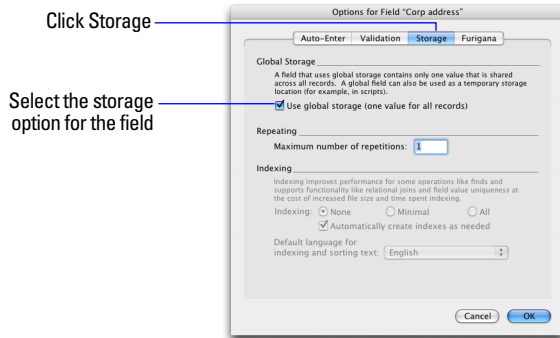 Click Storage
Select the storage
option for the field
Options for Field "Corp address"
Auto-Enter Validation Storage Furigana
Global Storage
A field that uses global storage contains only one value that is shared
across all records. A global field can also be used as a temporary storage
location (for example, in scripts).
Use global storage (one value for all records)
Repeating
Maximum number of repetitions: 1
Indexing
Indexing improves performance for some operations like finds and
supports functionality like relational joins and field value uniqueness at
the cost of increased file size and time spent indexing.
Indexing: None Minimal All
Automatically create indexes as needed
Default language for
indexing and sorting text: English
Cancel OK